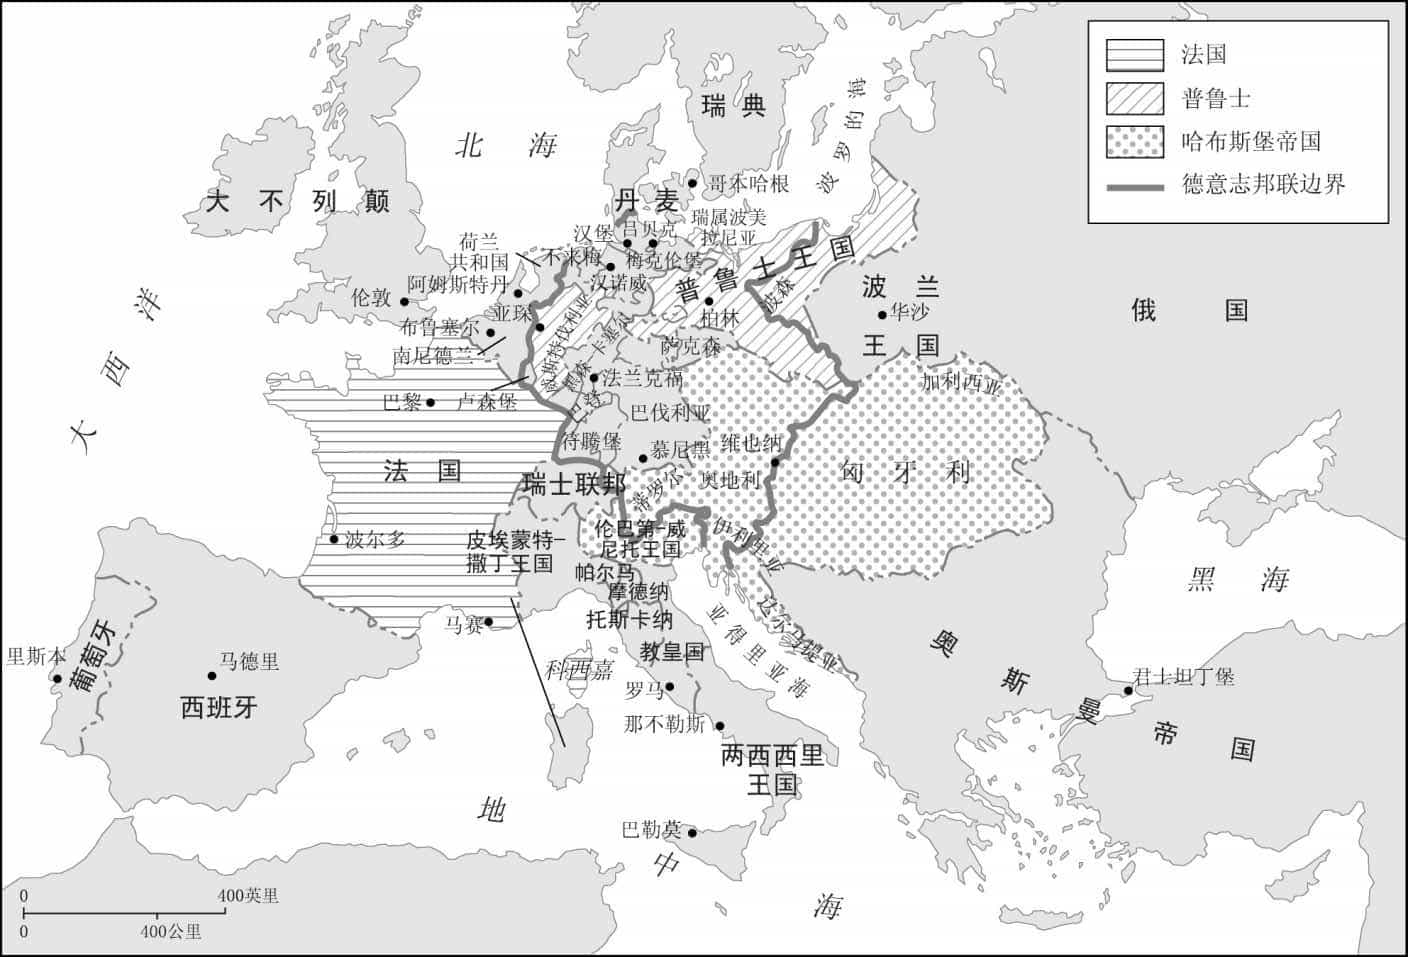 法国
普鲁士
哈布斯堡帝国
德意志邦联边界
瑞典
北海
波罗的海
大不列颠
丹麦
哥本哈根
瑞属波美
拉尼亚
汉堡
吕贝克
不来梅
梅克伦堡
汉诺威
荷兰
共和国
阿姆斯特丹
伦敦
亚琛
布鲁塞尔
南尼德兰
普鲁士王国
波森
柏林
波兰
王国
华沙
俄国
大西洋
威斯特伐利亚
黑森-卡塞尔
萨克森
法兰克福
卢森堡
巴黎
巴登
巴伐利亚
符腾堡
慕尼黑
维也纳
奥地利
蒂罗尔
加利西亚
匈牙利
法国
瑞士联邦
波尔多
皮埃蒙特-
撒丁王国
伦巴第-威
尼托王国
伊利里亚
帕尔马
摩德纳
托斯卡纳
教皇国
达尔马提亚
亚得里亚海
马赛
科西嘉
罗马
那不勒斯
两西西里
王国
巴勒莫
里斯本
葡萄牙
马德里
西班牙
黑海
奥斯曼帝国
君士坦丁堡
地中海
0 400英里
0 400公里